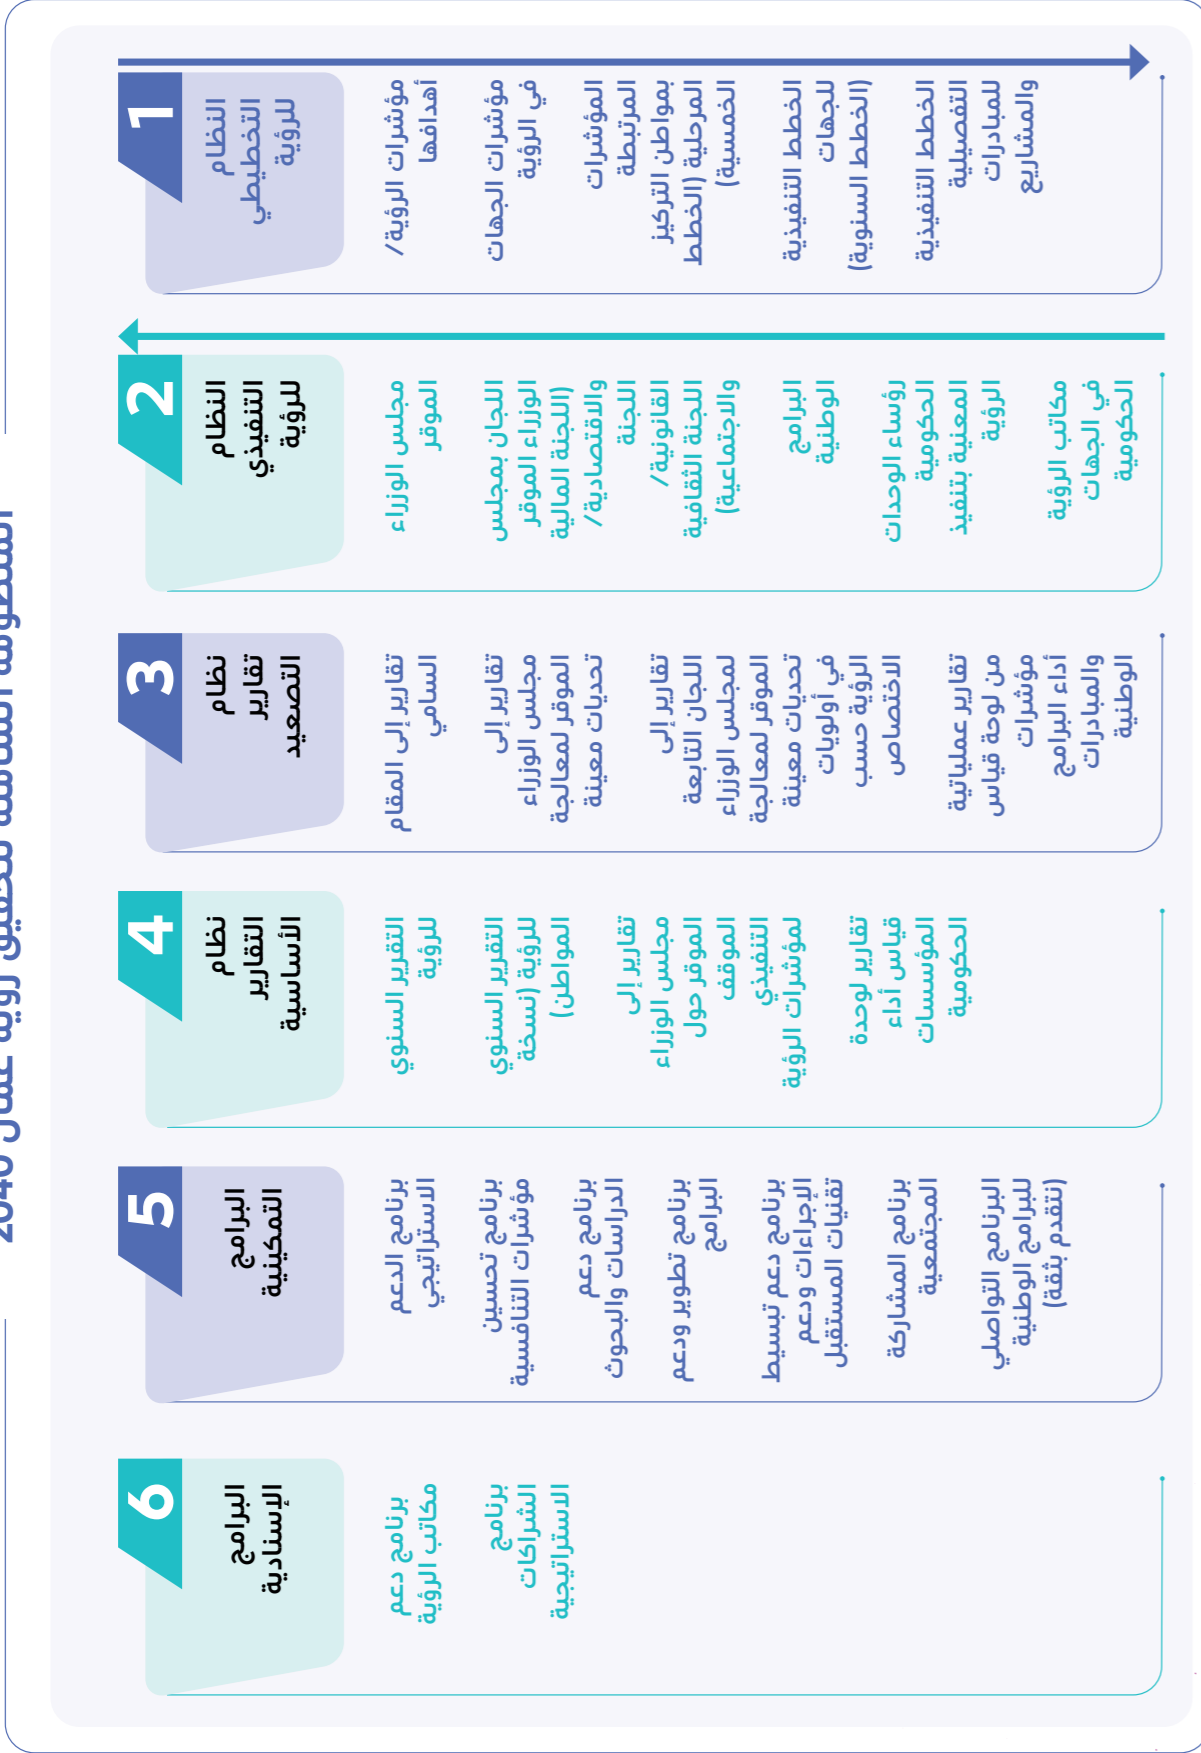 المنظومة الشاملة لتحقيق رؤية عمان 2040
1
النظام
التخطيطي
للرؤية
مؤشرات الرؤية/
أهدافها
مؤشرات الجهات
في الرؤية
المؤشرات
المرتبطة
بمواطن التركيز
المرحلية (الخطط
الخمسية)
الخطط التنفيذية
للجهات
(الخطط السنوية)
الخطط التنفيذية
التفصيلية
للمبادرات
والمشاريع
2
النظام
التنفيذي
للرؤية
مجلس الوزراء
الموقر
اللجان بمجلس
الوزراء الموقر
(اللجنة المالية
والاقتصادية/
اللجنة
القانونية/
اللجنة الثقافية
والاجتماعية)
البرامج
الوطنية
رؤساء الوحدات
الحكومية
المعنية بتنفيذ
الرؤية
مكاتب الرؤية
في الجهات
الحكومية
3
نظام
تقارير
التصعيد
تقارير إلى المقام
السامي
تقارير إلى
مجلس الوزراء
الموقر لمعالجة
تحديات معينة
تقارير إلى
اللجان التابعة
لمجلس الوزراء
الموقر لمعالجة
تحديات معينة
في أولويات
الرؤية حسب
الاختصاص
تقارير عملياتية
من لوحة قياس
مؤشرات
أداء البرامج
والمبادرات
الوطنية
4
نظام
التقارير
الأساسية
التقرير السنوي
للرؤية
التقرير السنوي
للرؤية (نسخة
المواطن)
تقارير إلى
مجلس الوزراء
الموقر حول
الموقف
التنفيذي
لمؤشرات الرؤية
تقارير لوحدة
قياس أداء
المؤسسات
الحكومية
5
البرامج
التمكينية
برنامج الدعم
الاستراتيجي
برنامج تحسين
مؤشرات التنافسية
برنامج دعم
الدراسات والبحوث
برنامج تطوير ودعم
البرامج
برنامج دعم تبسيط
الإجراءات ودعم
تقنيات المستقبل
برنامج المشاركة
المجتمعية
البرنامج التواصلي
للبرامج الوطنية
(نتقدم بثقة)
6
البرامج
الإسنادية
برنامج دعم
مكاتب الرؤية
برنامج
الشراكات
الاستراتيجية